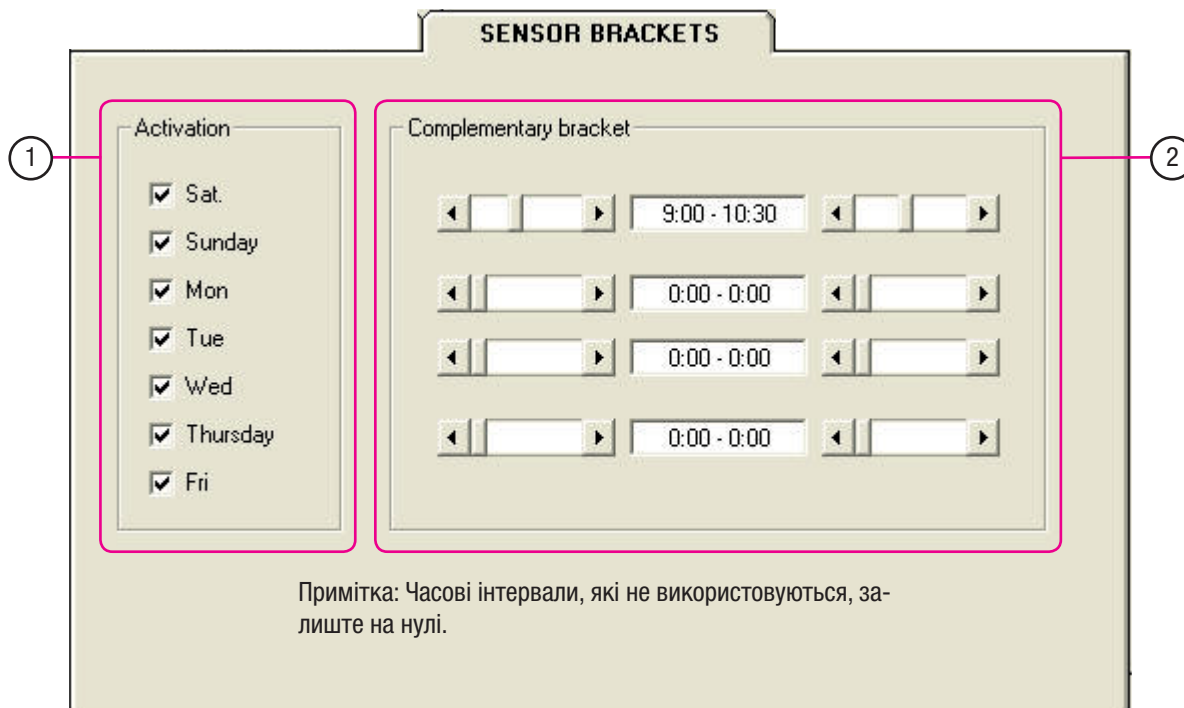 SENSOR BRACKETS
1
Activation
Sat.
Sunday
Mon
Tue
Wed
Thursday
Fri
Complementary bracket
9:00 - 10:30
0:00 - 0:00
0:00 - 0:00
0:00 - 0:00
2
Примітка: Часові інтервали, які не використовуються, за-
лиште на нулі.